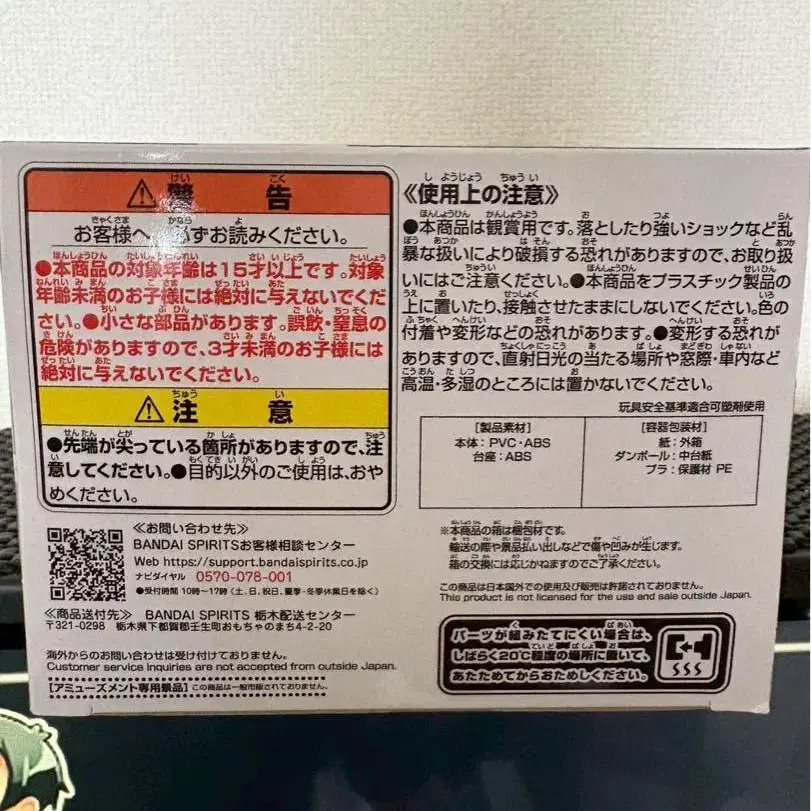 ⚠警告
お客様へ 必ずお読みください。
●本商品の対象年齢は15才以上です。対象
年齢未満のお子様には絶対に与えないでくだ
さい。●小さな部品があります。誤飲・窒息の
危険がありますので、3才未満のお子様には
絶対に与えないでください。
⚠注意
●先端が尖っている箇所がありますので、注
意してください。●目的以外のご使用は、おや
めください。
≪お問い合わせ先≫
BANDAI SPIRITSお客様相談センター
Web https://support.bandaispirits.co.jp
ナビダイヤル 0570-078-001
●受付時間 10時〜17時(土、日、祝日、夏季・冬季休業日を除く)
≪商品送付先≫ BANDAI SPIRITS 栃木配送センター
〒321-0298 栃木県下都賀郡壬生町おもちゃのまち4-2-20
海外からのお問い合わせは受け付けておりません。
Customer service inquiries are not accepted from outside Japan.
【アミューズメント専用景品】 この商品は一般市販されておりません。
≪使用上の注意≫
●本商品は観賞用です。落としたり強いショックなど乱
暴な扱いにより破損する恐れがありますので、お取り扱
いにはご注意ください。●本商品をプラスチック製品の
上に置いたり、接触させたままにしないでください。色の
付着や変形などの恐れがあります。●変形する恐れが
ありますので、直射日光の当たる場所や窓際・車内など
高温・多湿のところには置かないでください。
玩具安全基準適合可塑剤使用
[製品素材]
本体:PVC・ABS
台座:ABS
[容器包装材]
紙:外箱
ダンボール:中台紙
プラ:保護材 PE
※本商品の箱は梱包材です。
輸送の際や景品払い出しなどで傷や凹みが生じます。
箱の交換には応じかねますのでご了承ください。
この商品は日本国外での使用及び販売は許諾されておりません。
This product is not licensed for the use and sale outside Japan.
パーツが組みたてにくい場合は、
しばらく20℃程度の場所に置いて、
あたためてからおためしください。